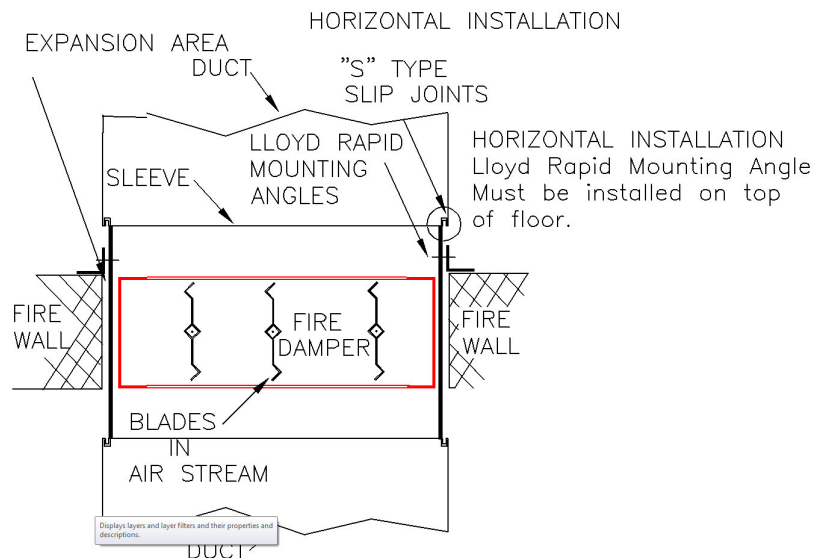 HORIZONTAL INSTALLATION
EXPANSION AREA
DUCT
"S" TYPE
SLIP JOINTS
LLOYD RAPID
MOUNTING
ANGLES
HORIZONTAL INSTALLATION
Lloyd Rapid Mounting Angle
Must be installed on top
of floor.
SLEEVE
FIRE
WALL
FIRE
DAMPER
FIRE
WALL
BLADES
IN
AIR STREAM
Displays layers and layer filters and their properties and
descriptions.
DUCT